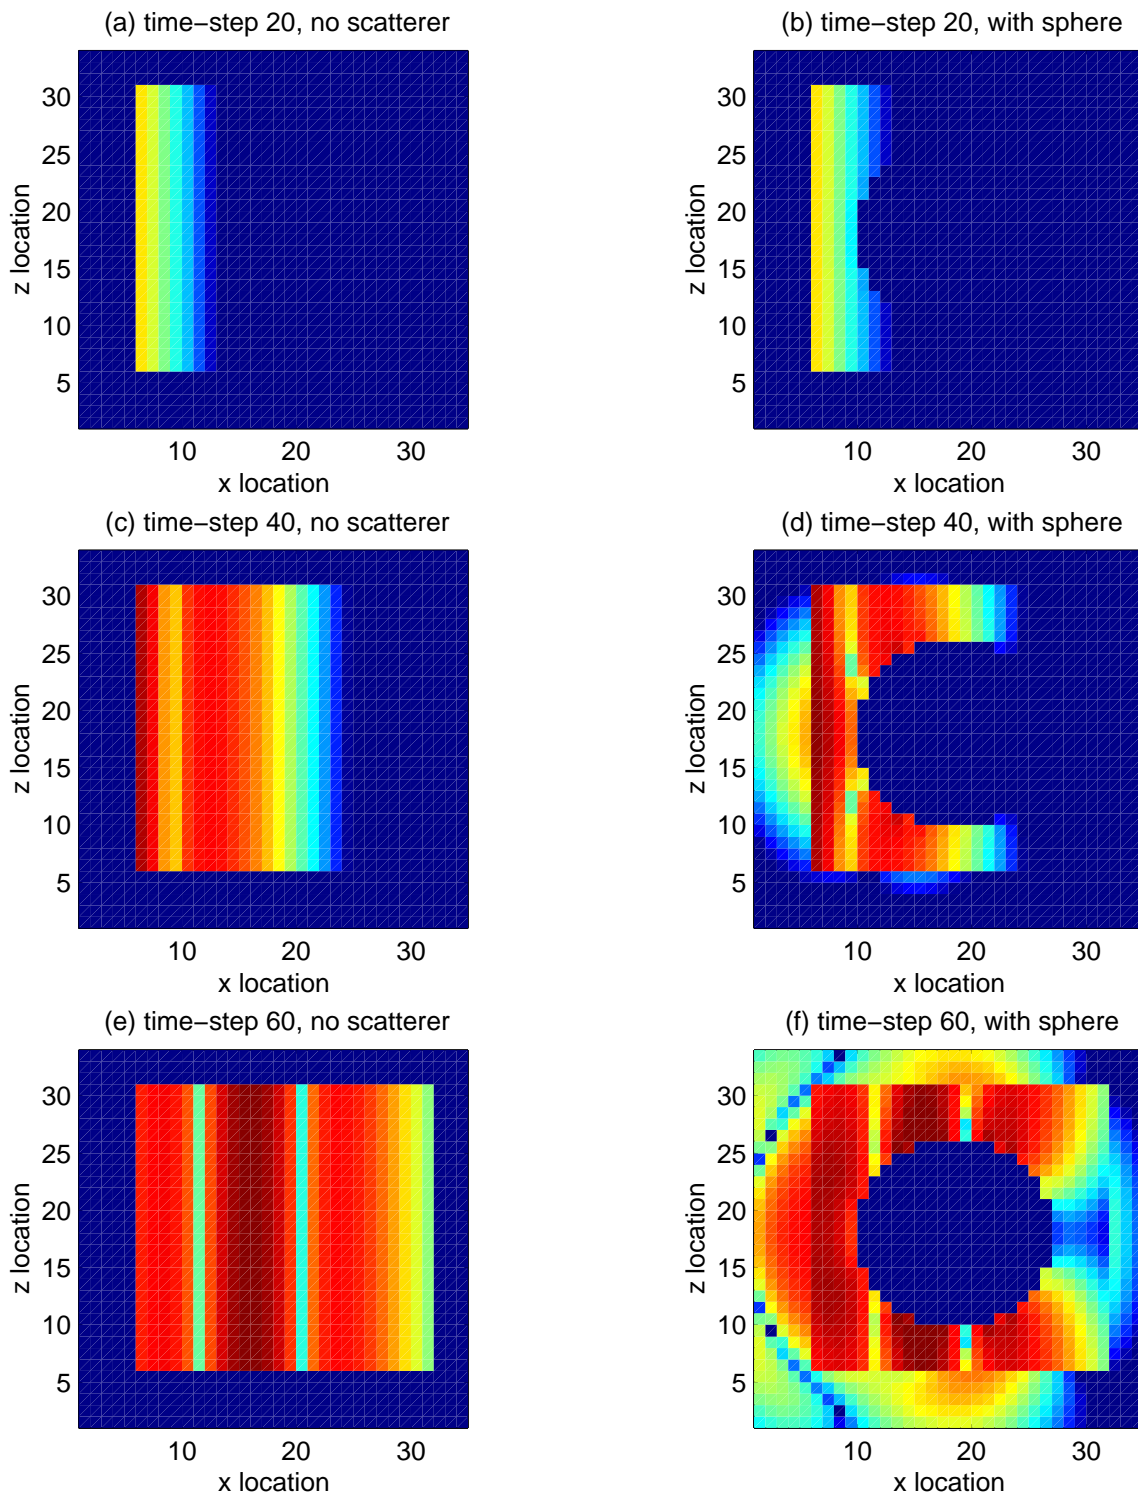 (a) time−step 20, no scatterer
30
25
20
15
10
5
z location
10 20 30
x location
(b) time−step 20, with sphere
30
25
20
15
10
5
z location
10 20 30
x location
(c) time−step 40, no scatterer
30
25
20
15
10
5
z location
10 20 30
x location
(d) time−step 40, with sphere
30
25
20
15
10
5
z location
10 20 30
x location
(e) time−step 60, no scatterer
30
25
20
15
10
5
z location
10 20 30
x location
(f) time−step 60, with sphere
30
25
20
15
10
5
z location
10 20 30
x location